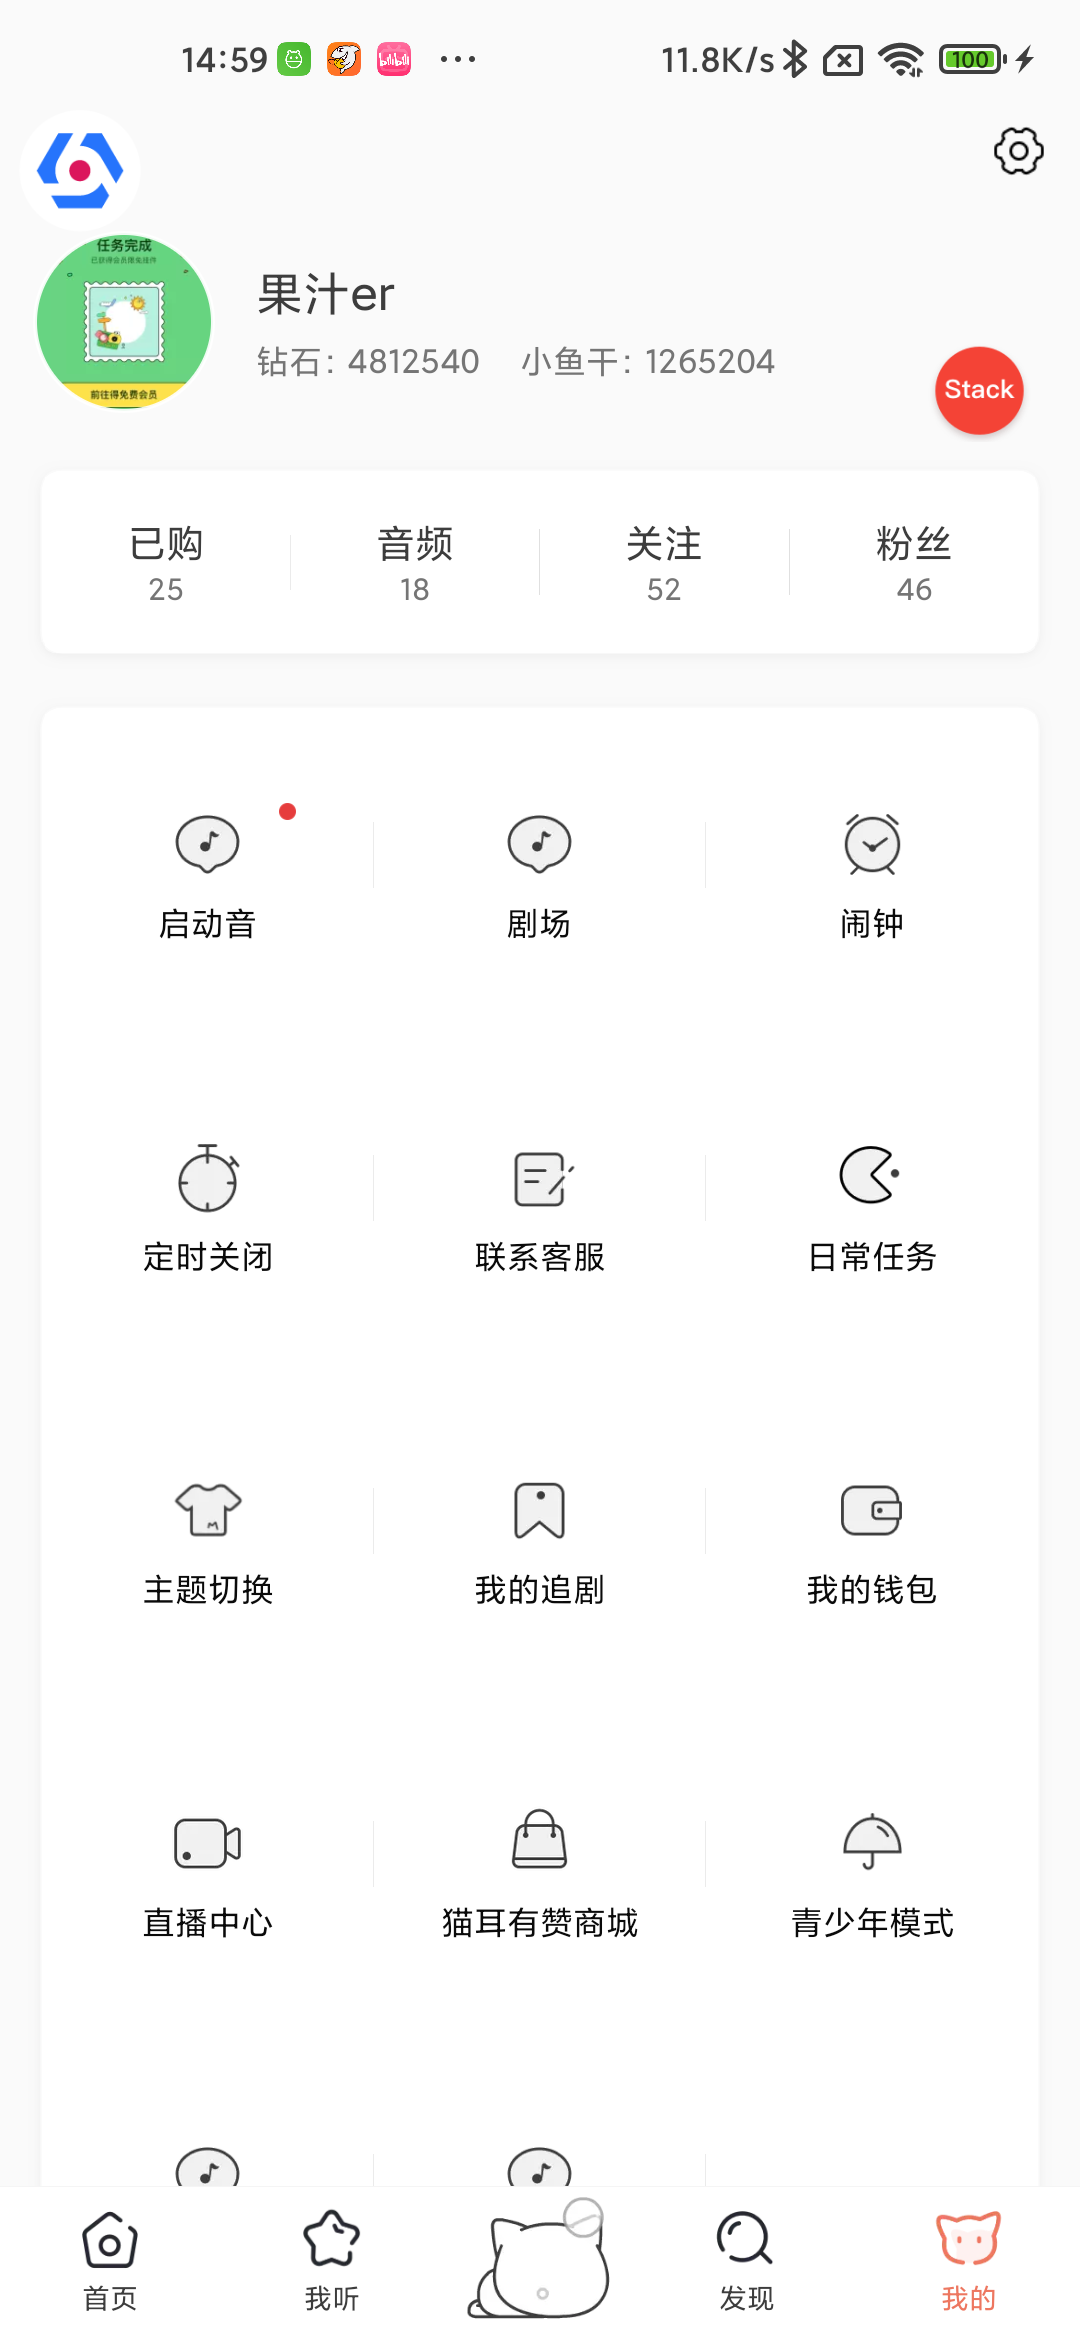 14:59 bilibili ... 11.8K/s 100
任务完成
已获得会员限免挂件
前往得免费会员
果汁er
钻石: 4812540 小鱼干: 1265204
Stack
已购 音频 关注 粉丝
25 18 52 46
启动音 剧场 闹钟
定时关闭 联系客服 日常任务
主题切换 我的追剧 我的钱包
直播中心 猫耳有赞商城 青少年模式
首页 我听 发现 我的